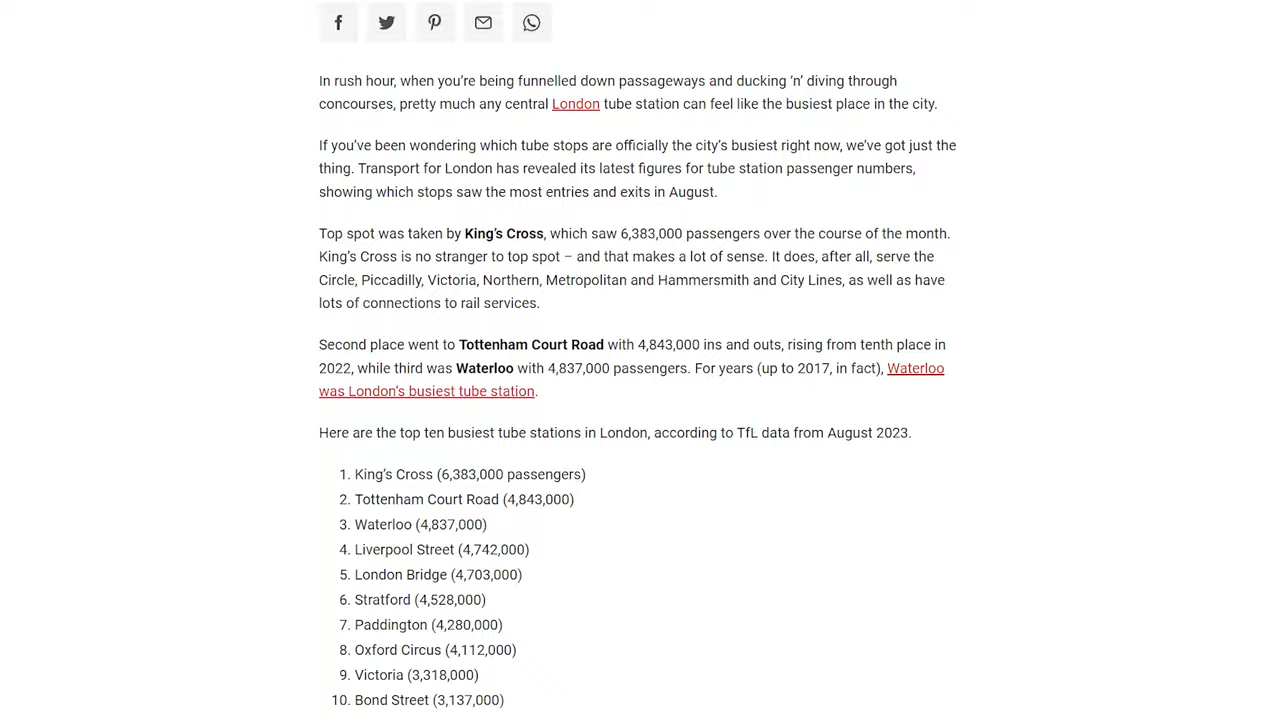 In rush hour, when you’re being funnelled down passageways and ducking ‘n’ diving through
concourses, pretty much any central London tube station can feel like the busiest place in the city.
If you’ve been wondering which tube stops are officially the city’s busiest right now, we’ve got just the
thing. Transport for London has revealed its latest figures for tube station passenger numbers,
showing which stops saw the most entries and exits in August.
Top spot was taken by King’s Cross, which saw 6,383,000 passengers over the course of the month.
King’s Cross is no stranger to top spot – and that makes a lot of sense. It does, after all, serve the
Circle, Piccadilly, Victoria, Northern, Metropolitan and Hammersmith and City Lines, as well as have
lots of connections to rail services.
Second place went to Tottenham Court Road with 4,843,000 ins and outs, rising from tenth place in
2022, while third was Waterloo with 4,837,000 passengers. For years (up to 2017, in fact), Waterloo
was London’s busiest tube station.
Here are the top ten busiest tube stations in London, according to TfL data from August 2023.
1. King’s Cross (6,383,000 passengers)
2. Tottenham Court Road (4,843,000)
3. Waterloo (4,837,000)
4. Liverpool Street (4,742,000)
5. London Bridge (4,703,000)
6. Stratford (4,528,000)
7. Paddington (4,280,000)
8. Oxford Circus (4,112,000)
9. Victoria (3,318,000)
10. Bond Street (3,137,000)